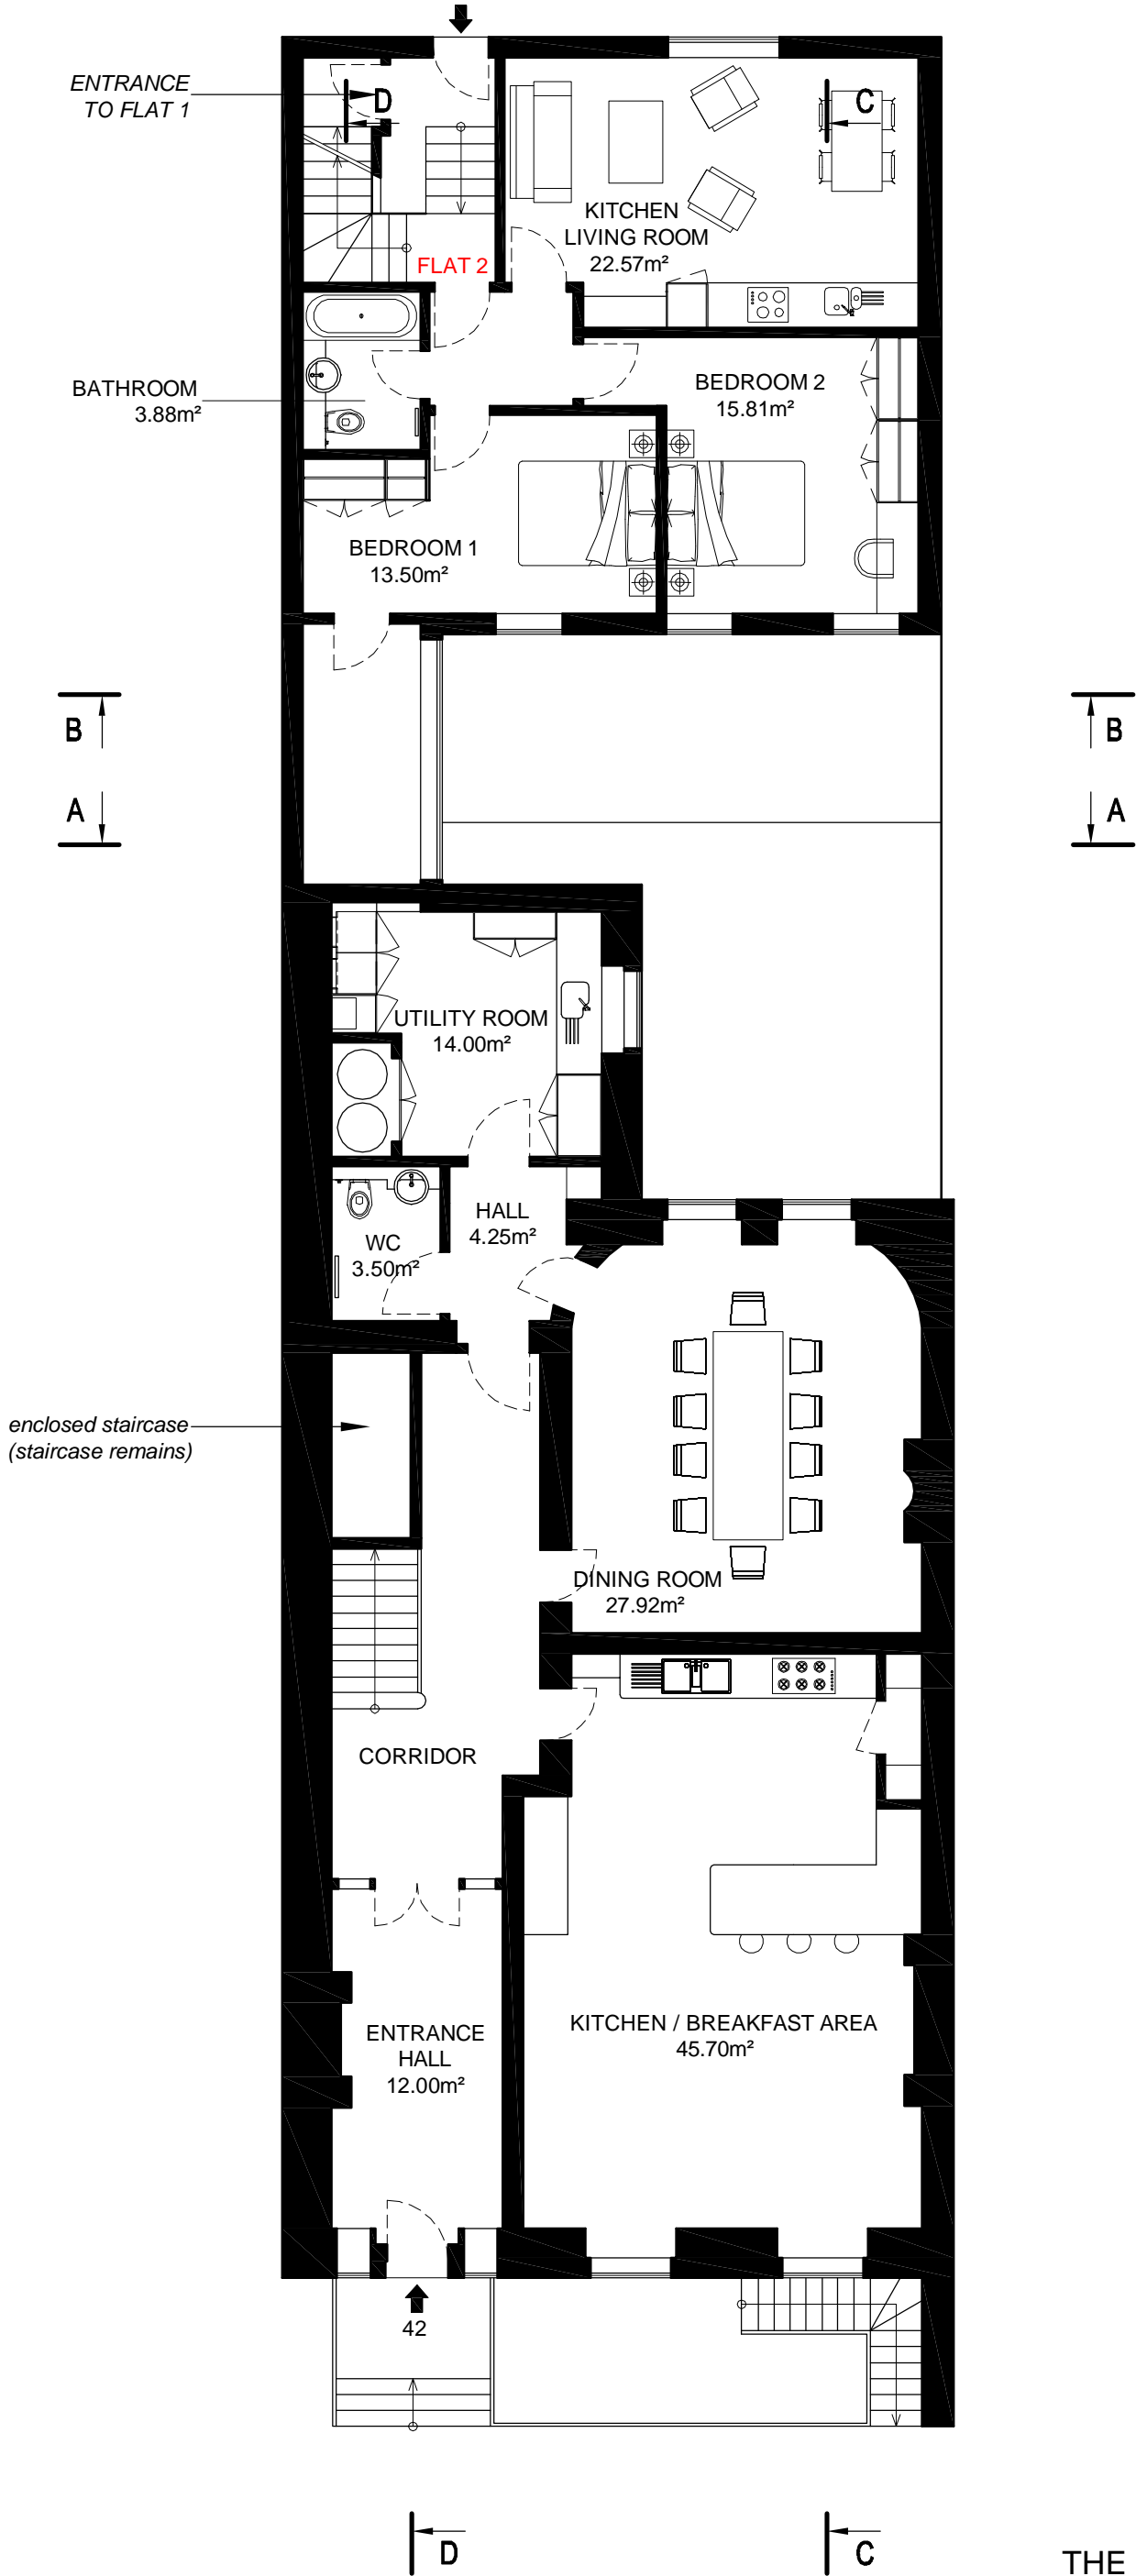 ENTRANCE
TO FLAT 1
D
C
KITCHEN
LIVING ROOM
22.57m²
FLAT 2
BATHROOM
3.88m²
BEDROOM 2
15.81m²
BEDROOM 1
13.50m²
B
B
A
A
UTILITY ROOM
14.00m²
HALL
4.25m²
WC
3.50m²
enclosed staircase
(staircase remains)
DINING ROOM
27.92m²
CORRIDOR
KITCHEN / BREAKFAST AREA
45.70m²
ENTRANCE
HALL
12.00m²
42
D
C
THE